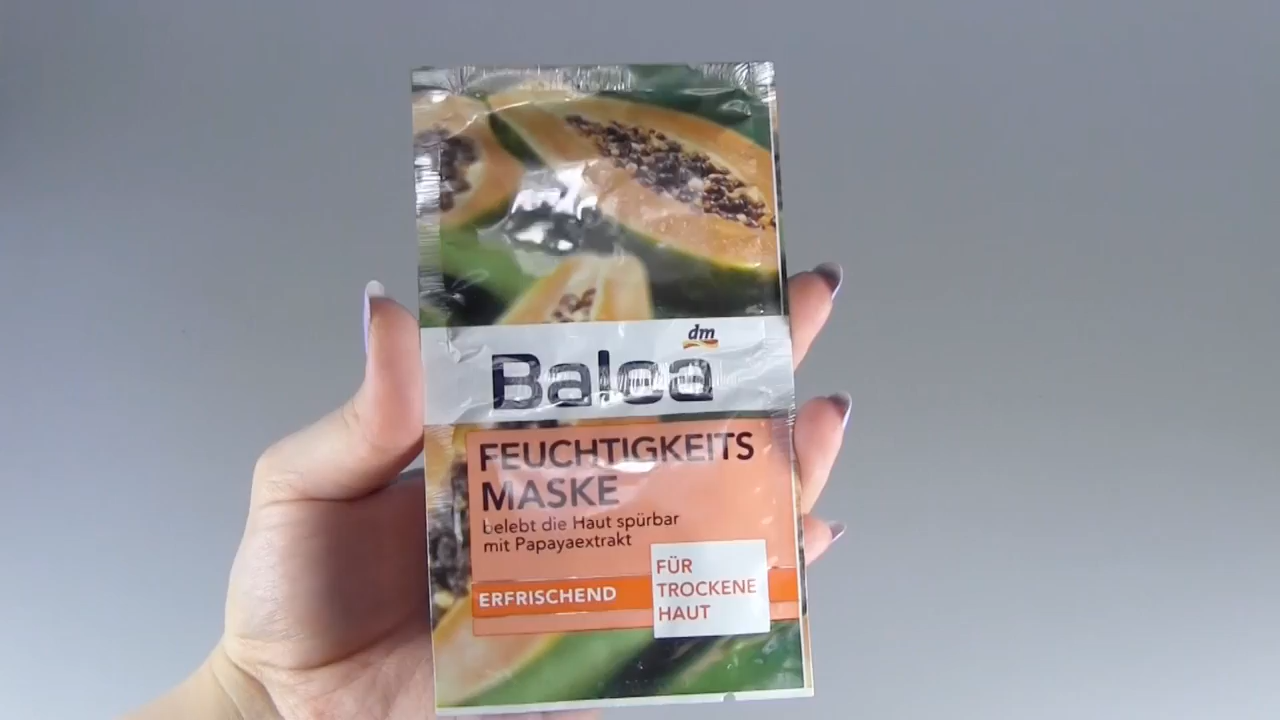 dm
Balea
FEUCHTIGKEITS
MASKE
belebt die Haut spürbar
mit Papayaextrakt
ERFRISCHEND
FÜR
TROCKENE
HAUT